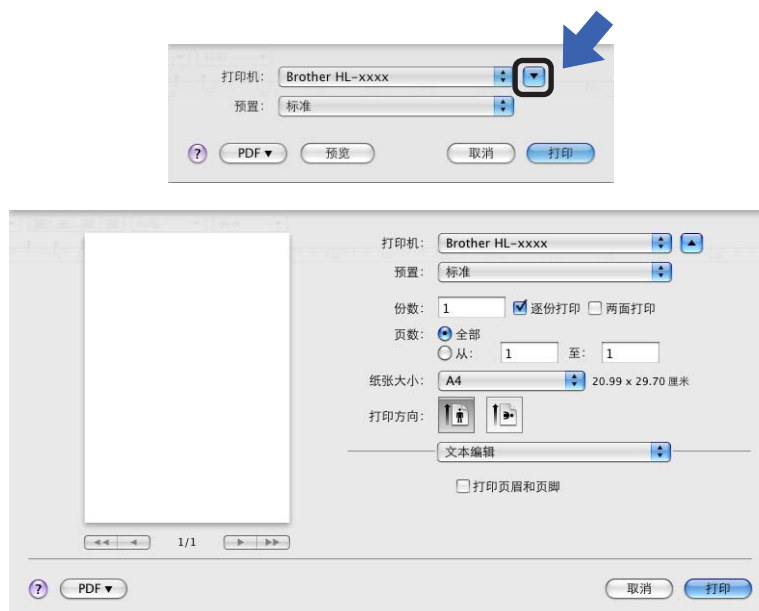 打印机: Brother HL-xxxx
预置: 标准
? PDF▼ 预览 取消 打印
打印机: Brother HL-xxxx
预置: 标准
份数: 1 逐份打印 两面打印
页数: 全部
从: 1 至: 1
纸张大小: A4 20.99 x 29.70 厘米
打印方向:
文本编辑
打印页眉和页脚
1/1
? PDF▼ 取消 打印